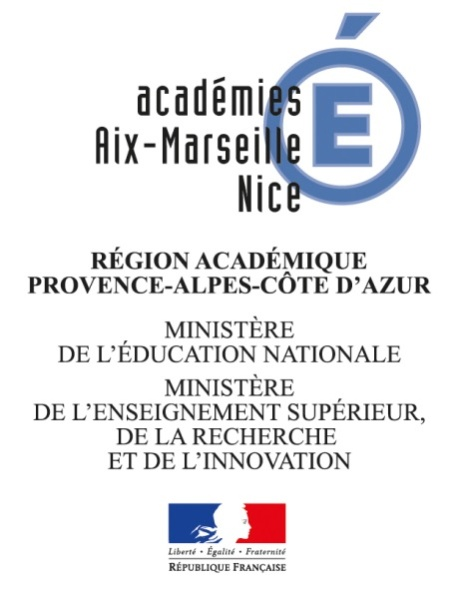 académies
Aix-Marseille
Nice
É
RÉGION ACADÉMIQUE
PROVENCE-ALPES-CÔTE D’AZUR
MINISTÈRE
DE L’ÉDUCATION NATIONALE
MINISTÈRE
DE L’ENSEIGNEMENT SUPÉRIEUR,
DE LA RECHERCHE
ET DE L’INNOVATION
Liberté • Égalité • Fraternité
RÉPUBLIQUE FRANÇAISE